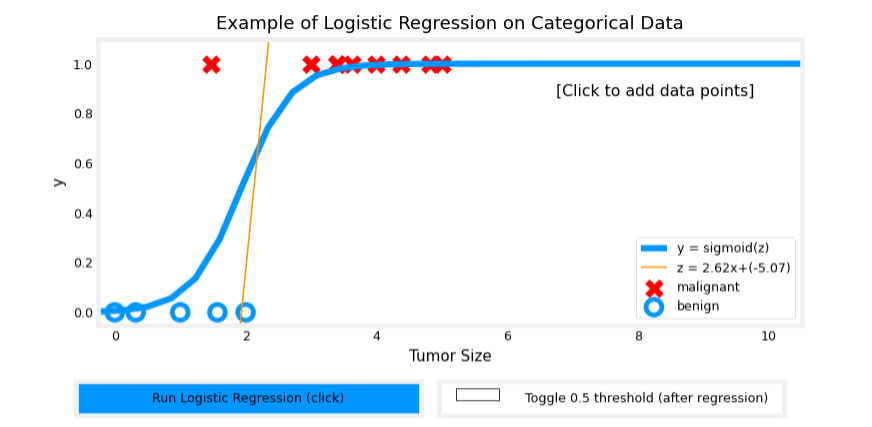 Example of Logistic Regression on Categorical Data
1.0
0.8
0.6
0.4
0.2
0.0
y
[Click to add data points]
y = sigmoid(z)
z = 2.62x+(-5.07)
malignant
benign
0 2 4 6 8 10
Tumor Size
Run Logistic Regression (click)
Toggle 0.5 threshold (after regression)